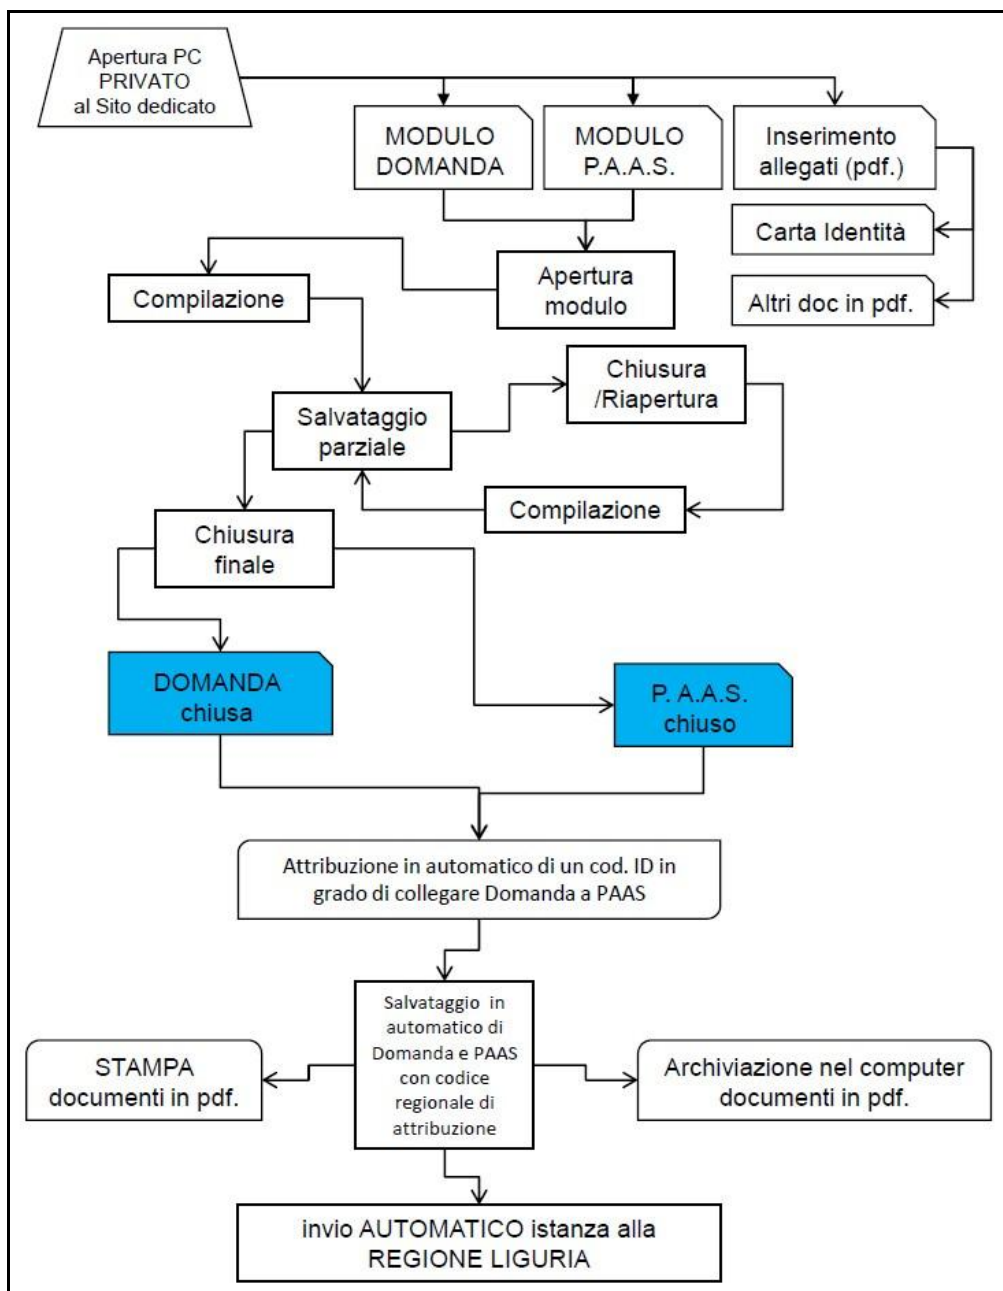 Apertura PC
PRIVATO
al Sito dedicato
MODULO
DOMANDA
MODULO
P.A.A.S.
Inserimento
allegati (pdf.)
Carta Identità
Altri doc in pdf.
Apertura
modulo
Compilazione
Chiusura
/Riapertura
Salvataggio
parziale
Compilazione
Chiusura
finale
DOMANDA
chiusa
P. A.A.S.
chiuso
Attribuzione in automatico di un cod. ID in
grado di collegare Domanda a PAAS
Salvataggio in
automatico di
Domanda e PAAS
con codice
regionale di
attribuzione
STAMPA
documenti in pdf.
Archiviazione nel computer
documenti in pdf.
invio AUTOMATICO istanza alla
REGIONE LIGURIA